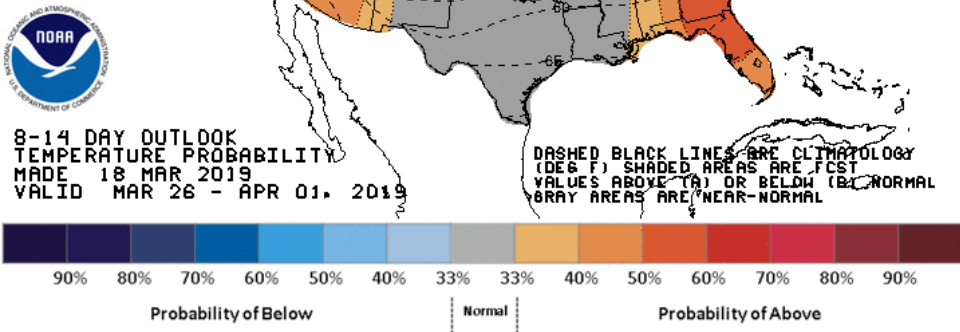 NATIONAL OCEANIC AND ATMOSPHERIC ADMINISTRATION
NOAA
U.S. DEPARTMENT OF COMMERCE
65
8-14 DAY OUTLOOK
TEMPERATURE PROBABILITY
MADE 18 MAR 2019
VALID MAR 26 - APR 01, 2019
DASHED BLACK LINES ARE CLIMATOLOGY
(DEG F) SHADED AREAS ARE FCST
VALUES ABOVE (A) OR BELOW (B) NORMAL
GRAY AREAS ARE NEAR-NORMAL
90% 80% 70% 60% 50% 40% 33% 33% 40% 50% 60% 70% 80% 90%
Probability of Below Normal Probability of Above